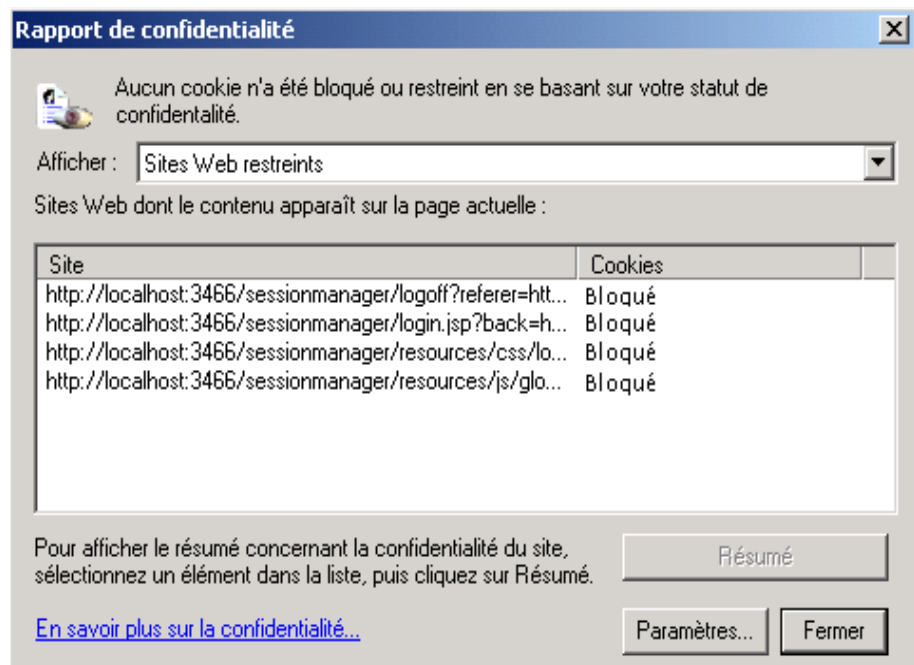 Rapport de confidentialité
Aucun cookie n'a été bloqué ou restreint en se basant sur votre statut de
confidentalité.
Afficher :
Sites Web restreints
Sites Web dont le contenu apparaît sur la page actuelle :
Site Cookies
http://localhost:3466/sessionmanager/logoff?referer=htt... Bloqué
http://localhost:3466/sessionmanager/login.jsp?back=h... Bloqué
http://localhost:3466/sessionmanager/resources/css/lo... Bloqué
http://localhost:3466/sessionmanager/resources/js/glo... Bloqué
Pour afficher le résumé concernant la confidentialité du site,
sélectionnez un élément dans la liste, puis cliquez sur Résumé.
Résumé
En savoir plus sur la confidentialité...
Paramètres... Fermer